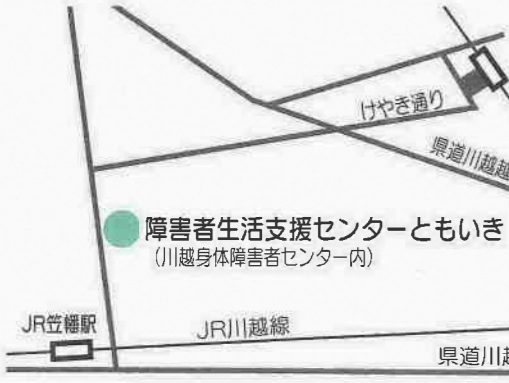 けやき通り
県道川越越
障害者生活支援センターともいき
(川越身体障害者センター内)
JR笠幡駅
JR川越線
県道川越